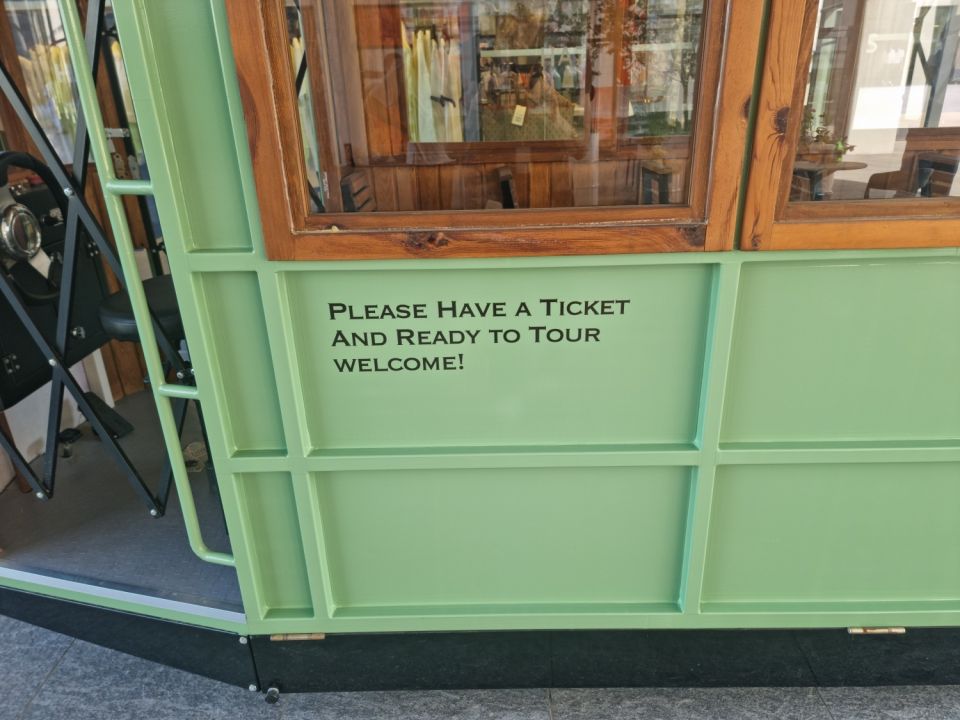 Please Have a Ticket
And Ready to Tour
welcome!